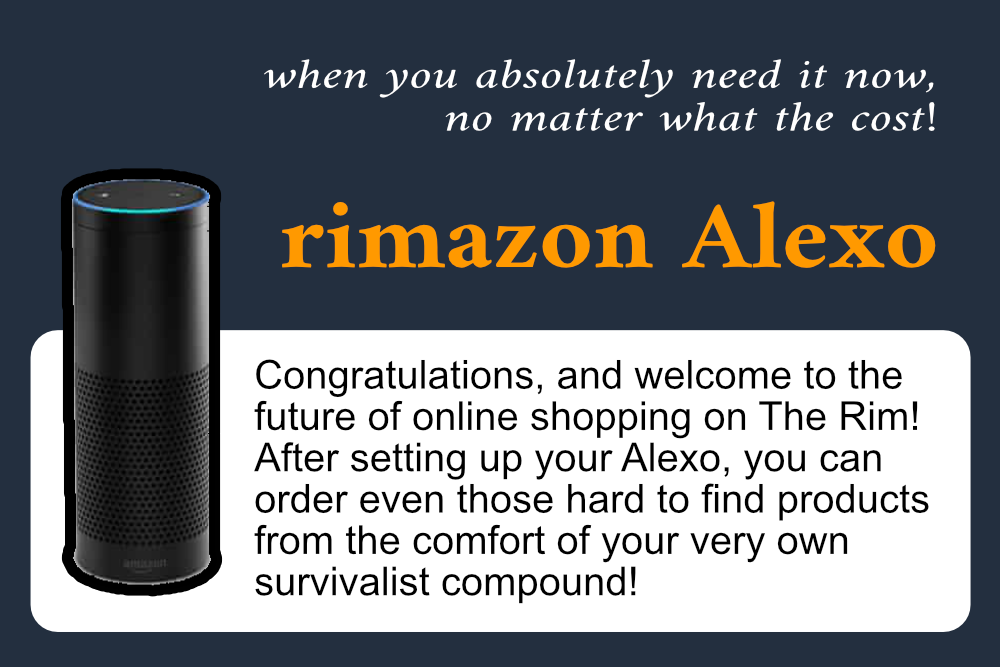 when you absolutely need it now,
no matter what the cost!
rimazon Alexo
Congratulations, and welcome to the
future of online shopping on The Rim!
After setting up your Alexo, you can
order even those hard to find products
from the comfort of your very own
survivalist compound!
amazon